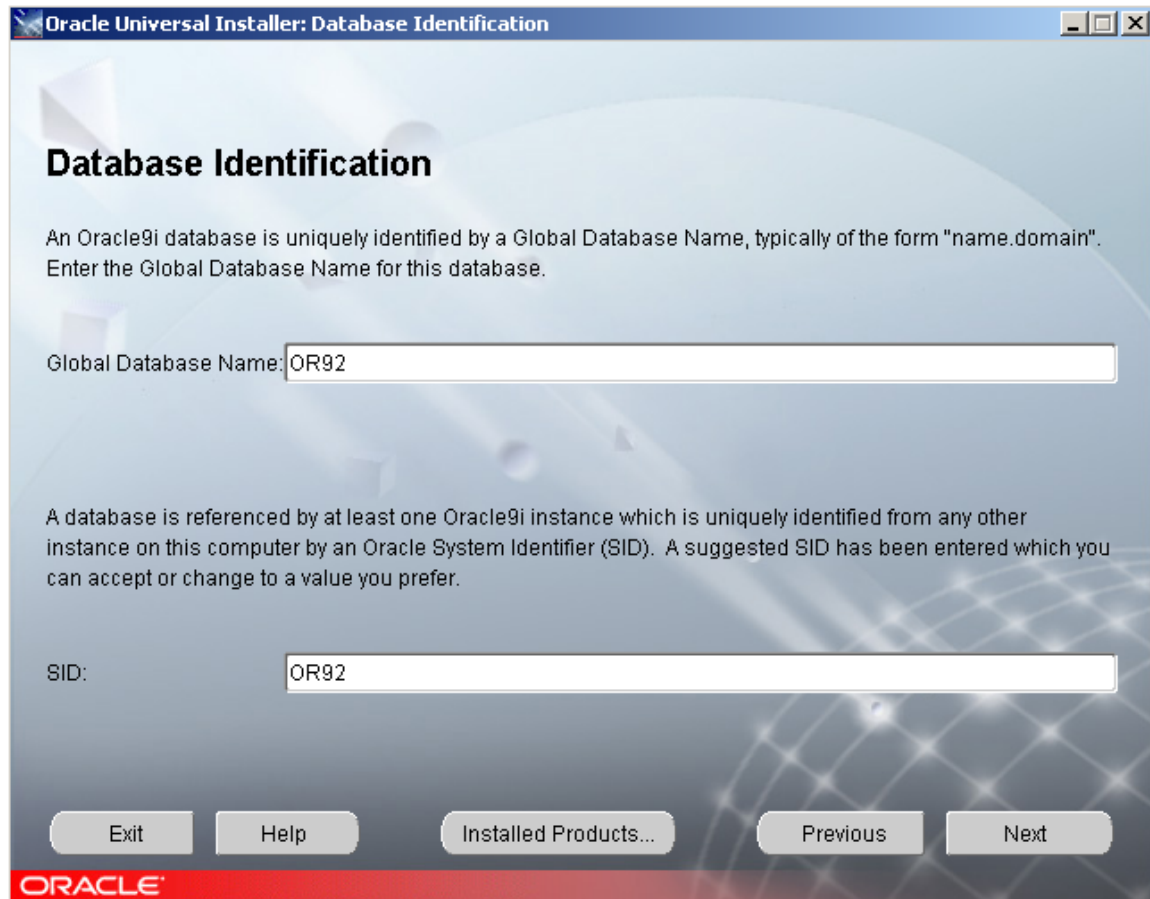 Oracle Universal Installer: Database Identification
Database Identification
An Oracle9i database is uniquely identified by a Global Database Name, typically of the form "name.domain".
Enter the Global Database Name for this database.
Global Database Name: OR92
A database is referenced by at least one Oracle9i instance which is uniquely identified from any other
instance on this computer by an Oracle System Identifier (SID). A suggested SID has been entered which you
can accept or change to a value you prefer.
SID: OR92
Exit Help Installed Products... Previous Next
ORACLE